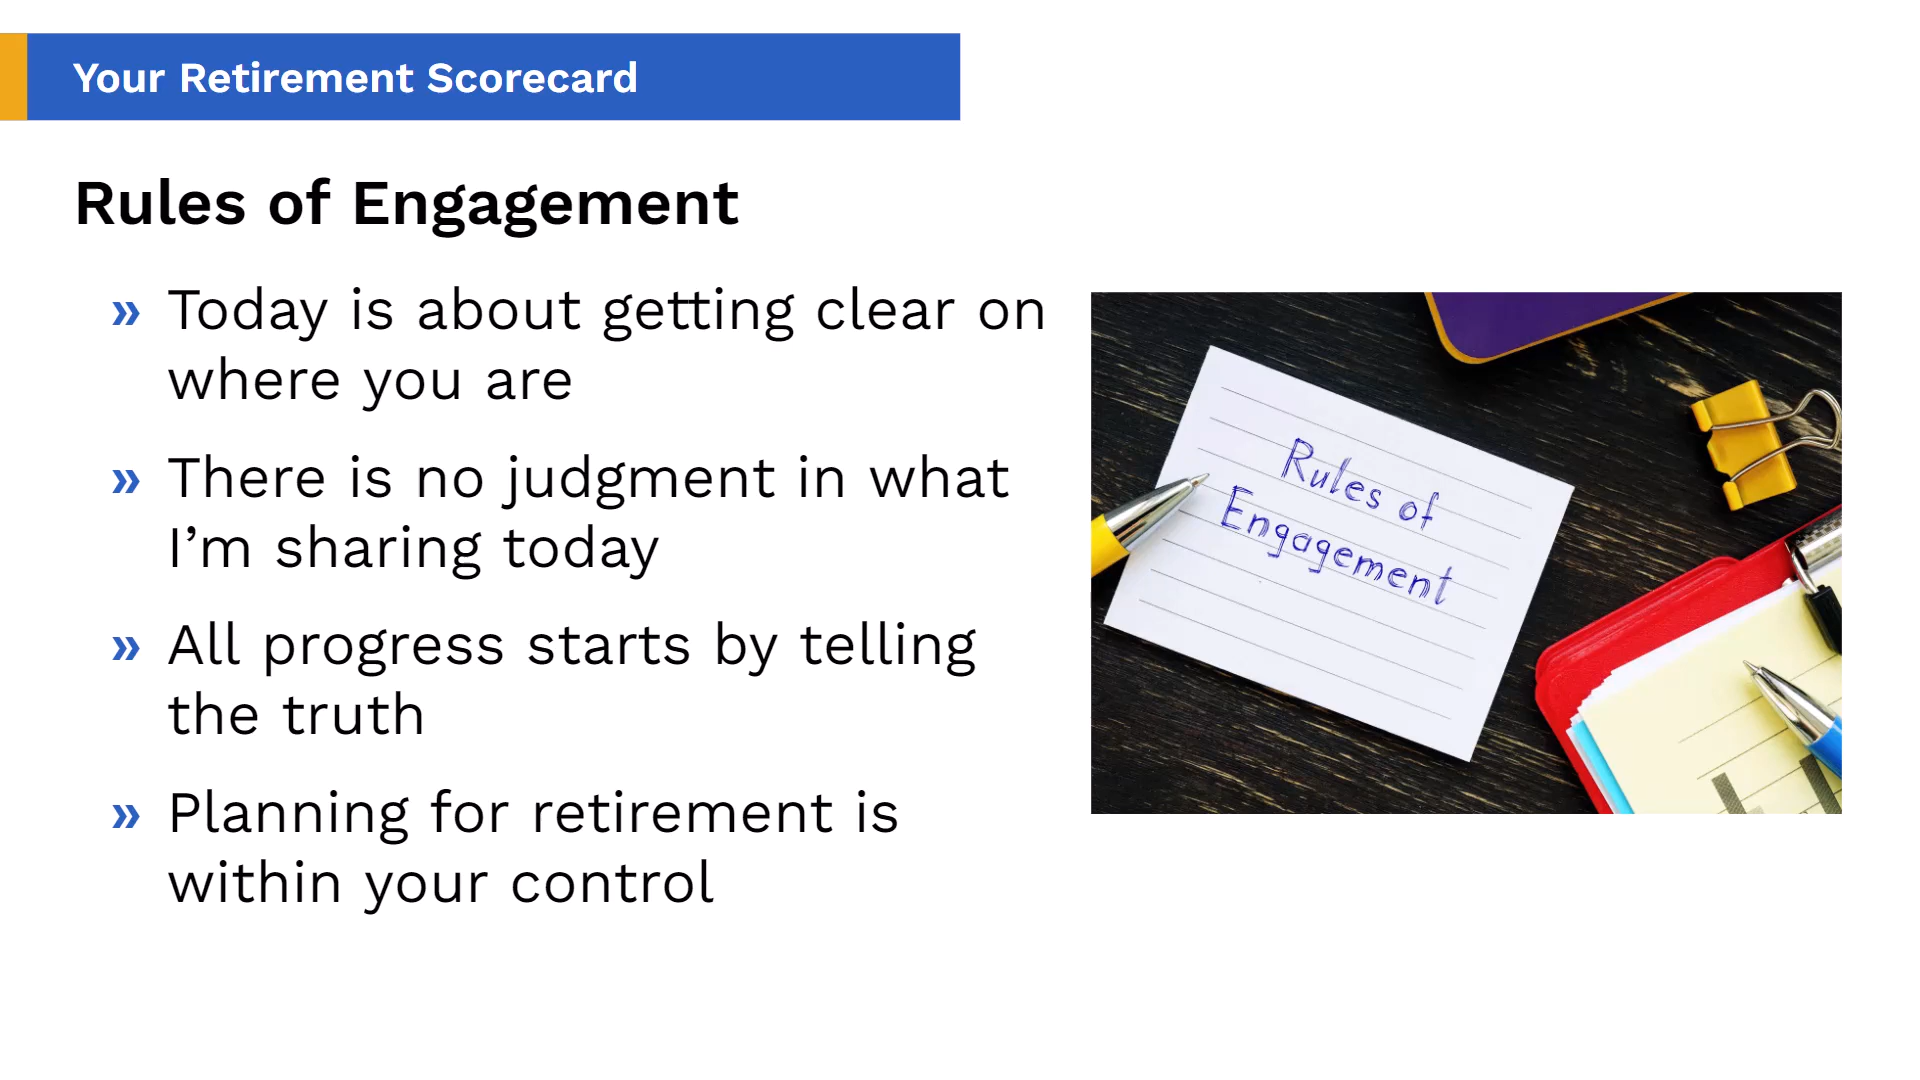 Your Retirement Scorecard
Rules of Engagement
» Today is about getting clear on
where you are
» There is no judgment in what
I’m sharing today
» All progress starts by telling
the truth
» Planning for retirement is
within your control
Rules of
Engagement